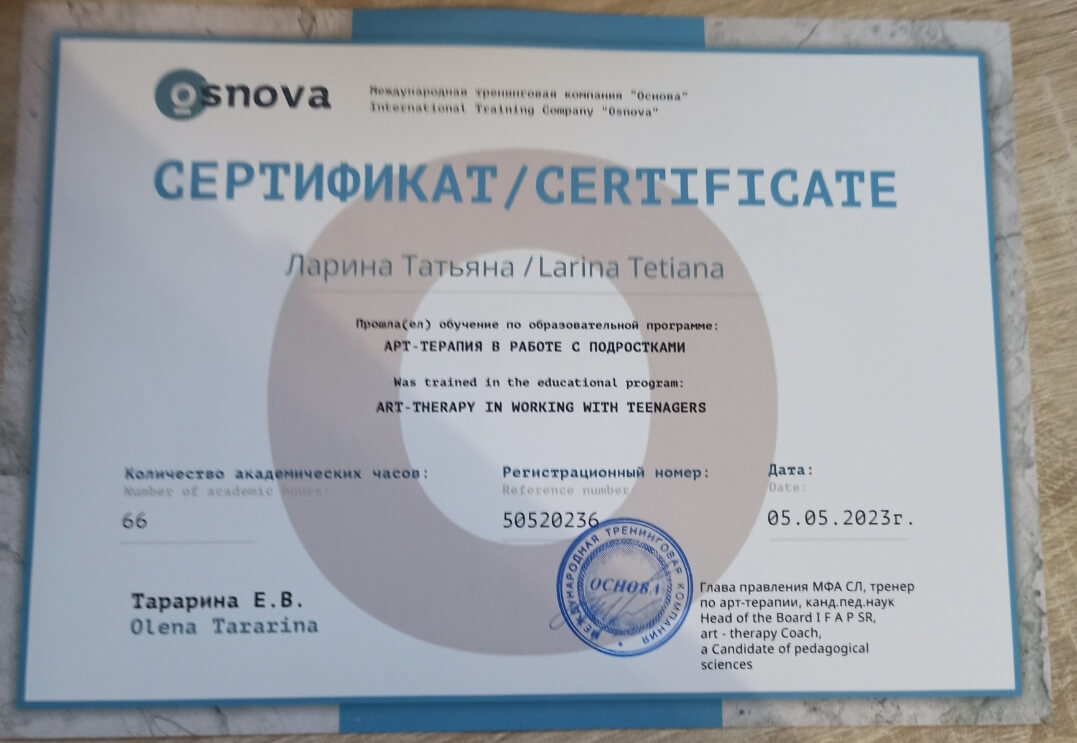 Osnova
Международная тренинговая компания "Основа"
International Training Company "Osnova"
СЕРТИФИКАТ/CERTIFICATE
Ларина Татьяна / Larina Tetiana
Прошла(ел) обучение по образовательной программе:
АРТ-ТЕРАПИЯ В РАБОТЕ С ПОДРОСТКАМИ
Was trained in the educational program:
ART-THERAPY IN WORKING WITH TEENAGERS
Количество академических часов:
Number of academic hours:
66
Регистрационный номер:
Reference number:
50520236
Дата:
Date:
05.05.2023г.
Тарарина Е.В.
Olena Tararina
МЕЖДУНАРОДНАЯ ТРЕНИНГОВАЯ КОМПАНИЯ
ОСНОВА
Глава правления МФА СЛ, тренер
по арт-терапии, канд.пед.наук
Head of the Board I F A P SR,
art - therapy Coach,
a Candidate of pedagogical
sciences